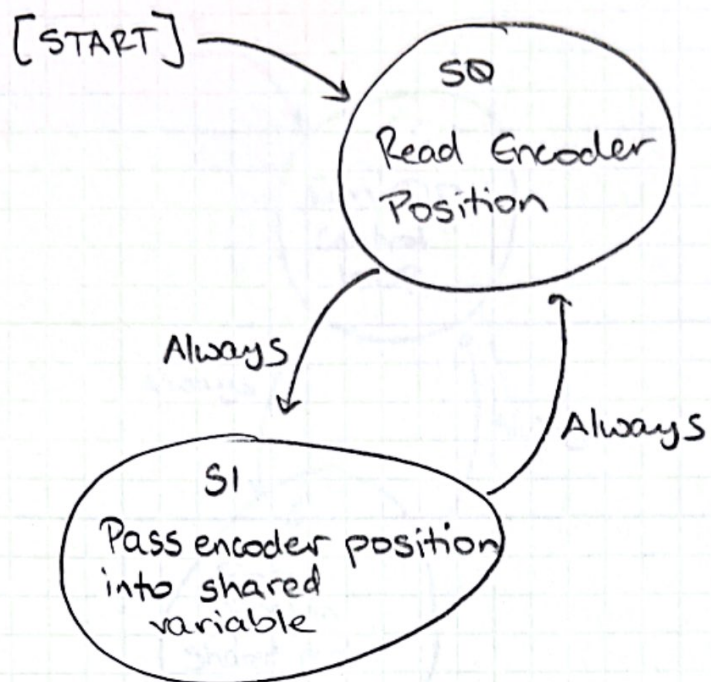 [START]
S0
Read Encoder
Position
Always
Always
S1
Pass encoder position
into shared
variable